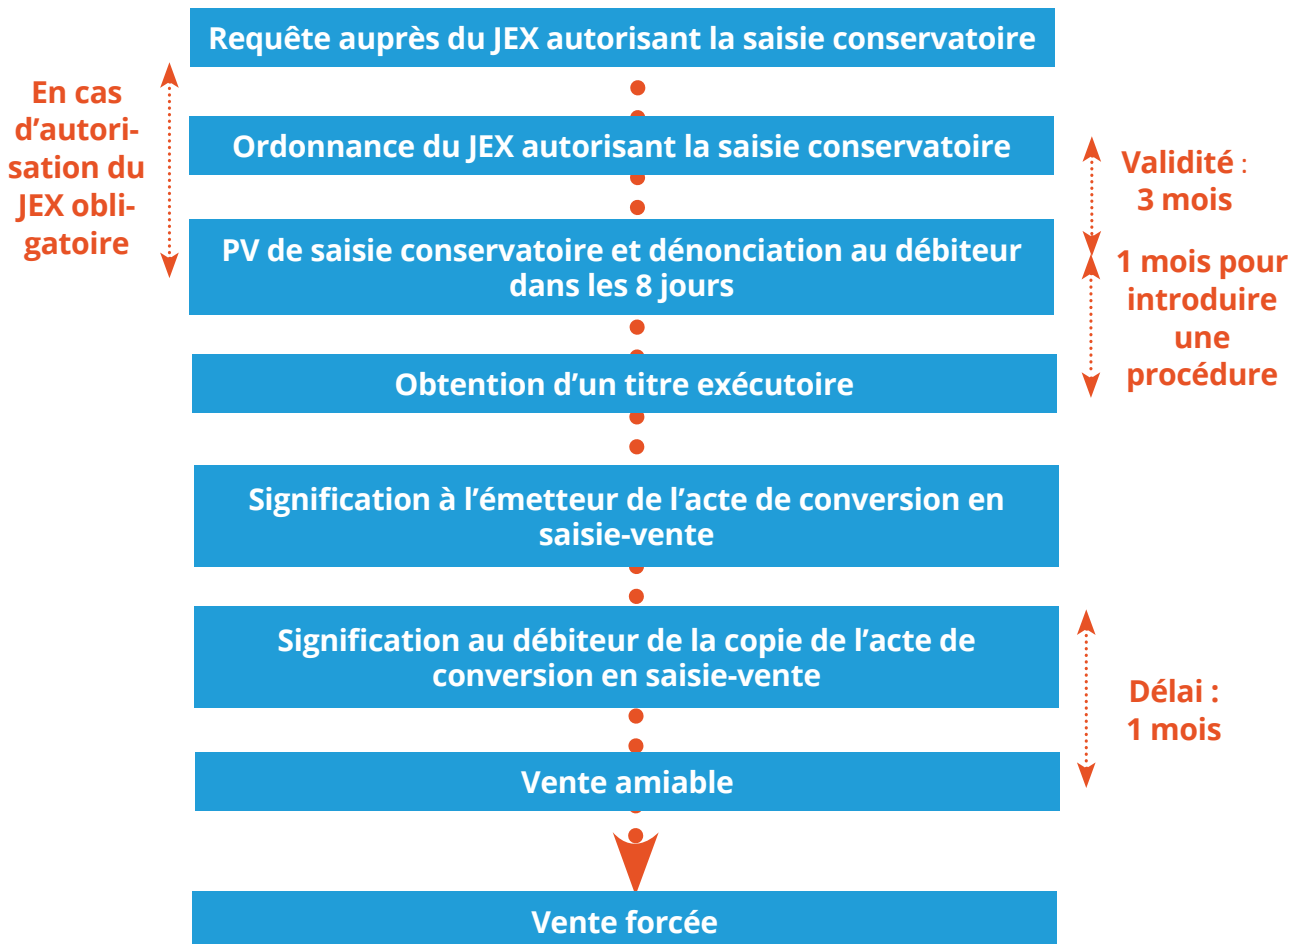 Requête auprès du JEX autorisant la saisie conservatoire
En cas
d'autori-
sation du
JEX obli-
gatoire
Ordonnance du JEX autorisant la saisie conservatoire
Validité :
3 mois
PV de saisie conservatoire et dénonciation au débiteur
dans les 8 jours
1 mois pour
introduire
une
procédure
Obtention d'un titre exécutoire
Signification à l'émetteur de l'acte de conversion en
saisie-vente
Signification au débiteur de la copie de l'acte de
conversion en saisie-vente
Délai :
1 mois
Vente amiable
Vente forcée